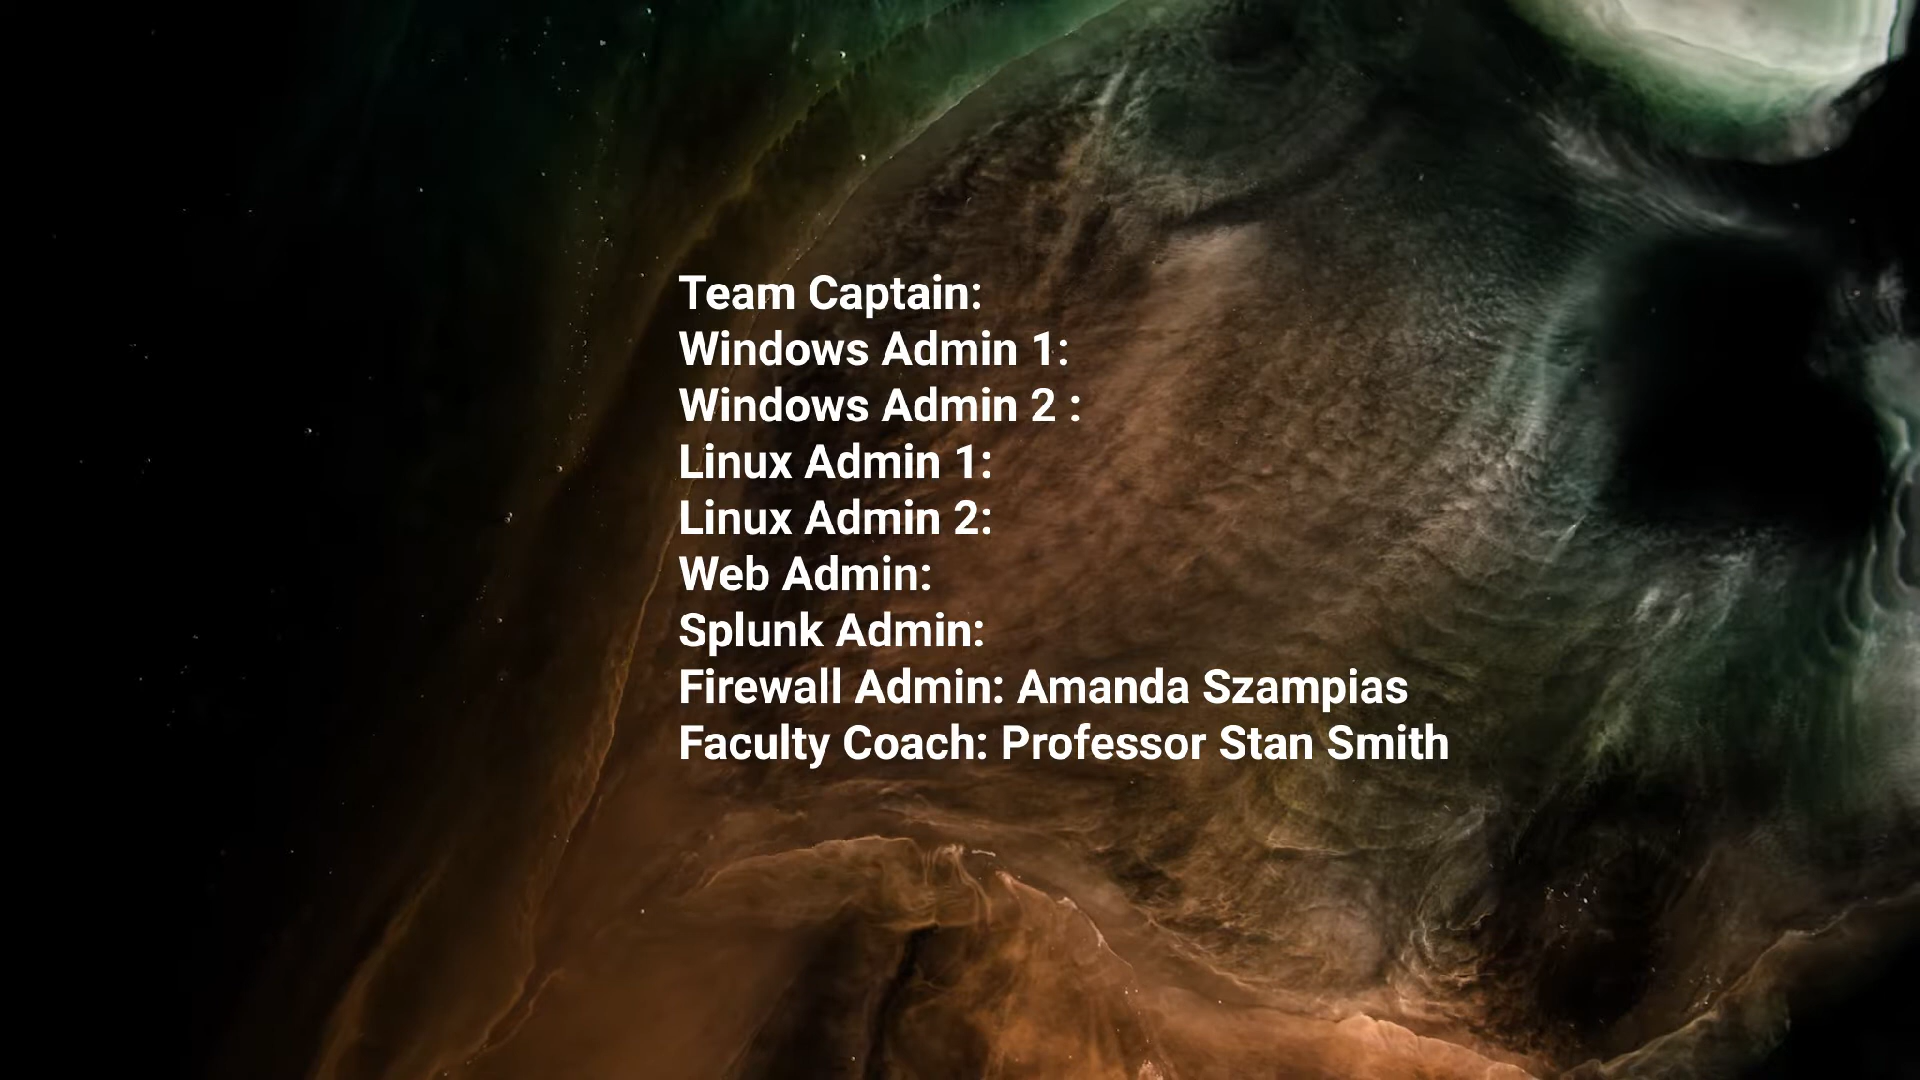 Team Captain:
Windows Admin 1:
Windows Admin 2 :
Linux Admin 1:
Linux Admin 2:
Web Admin:
Splunk Admin:
Firewall Admin: Amanda Szampias
Faculty Coach: Professor Stan Smith